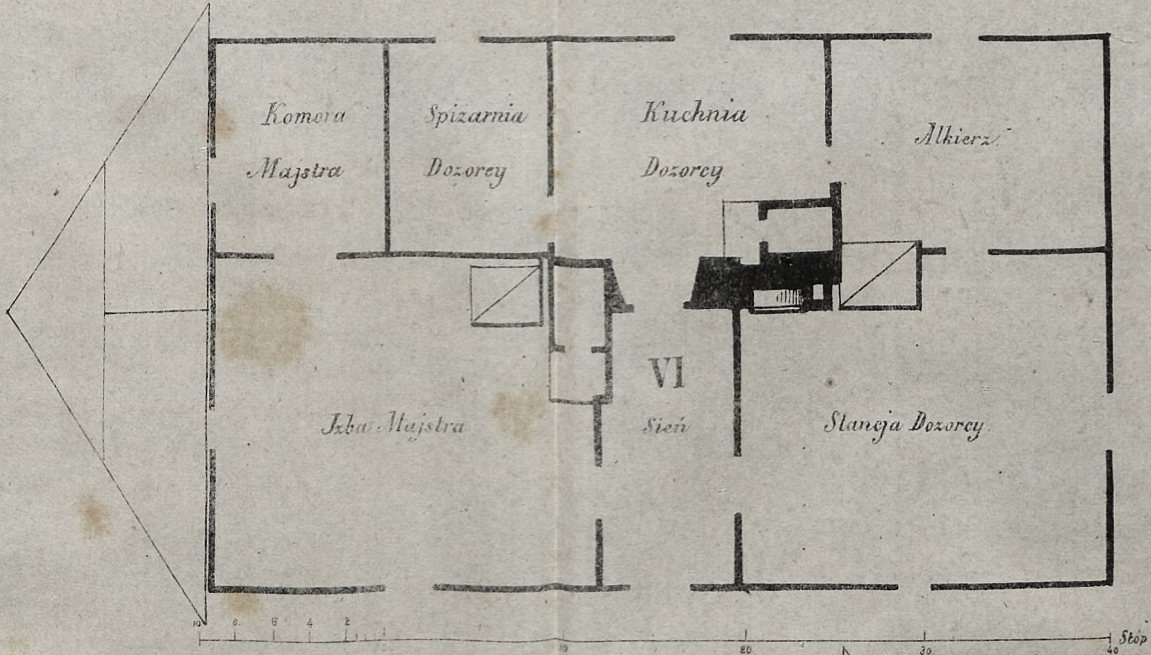 Komora
Majstra
Spizarnia
Dozorcy
Kuchnia
Dozorcy
Alkierz
VI
Izba Majstra
Sień
Stancja Dozorcy.
10 8 6 4 2 10 20 30 40 Stóp